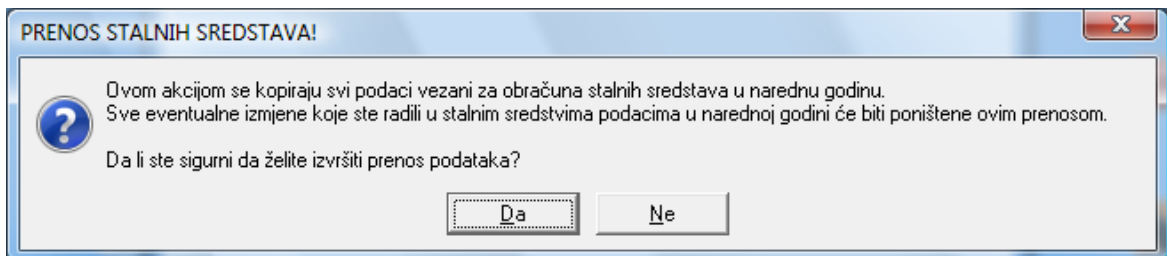 PRENOS STALNIH SREDSTAVA!
Ovom akcijom se kopiraju svi podaci vezani za obračuna stalnih sredstava u narednu godinu.
Sve eventualne izmjene koje ste radili u stalnim sredstvima podacima u narednoj godini će biti poništene ovim prenosom.
Da li ste sigurni da želite izvršiti prenos podataka?
Da
Ne